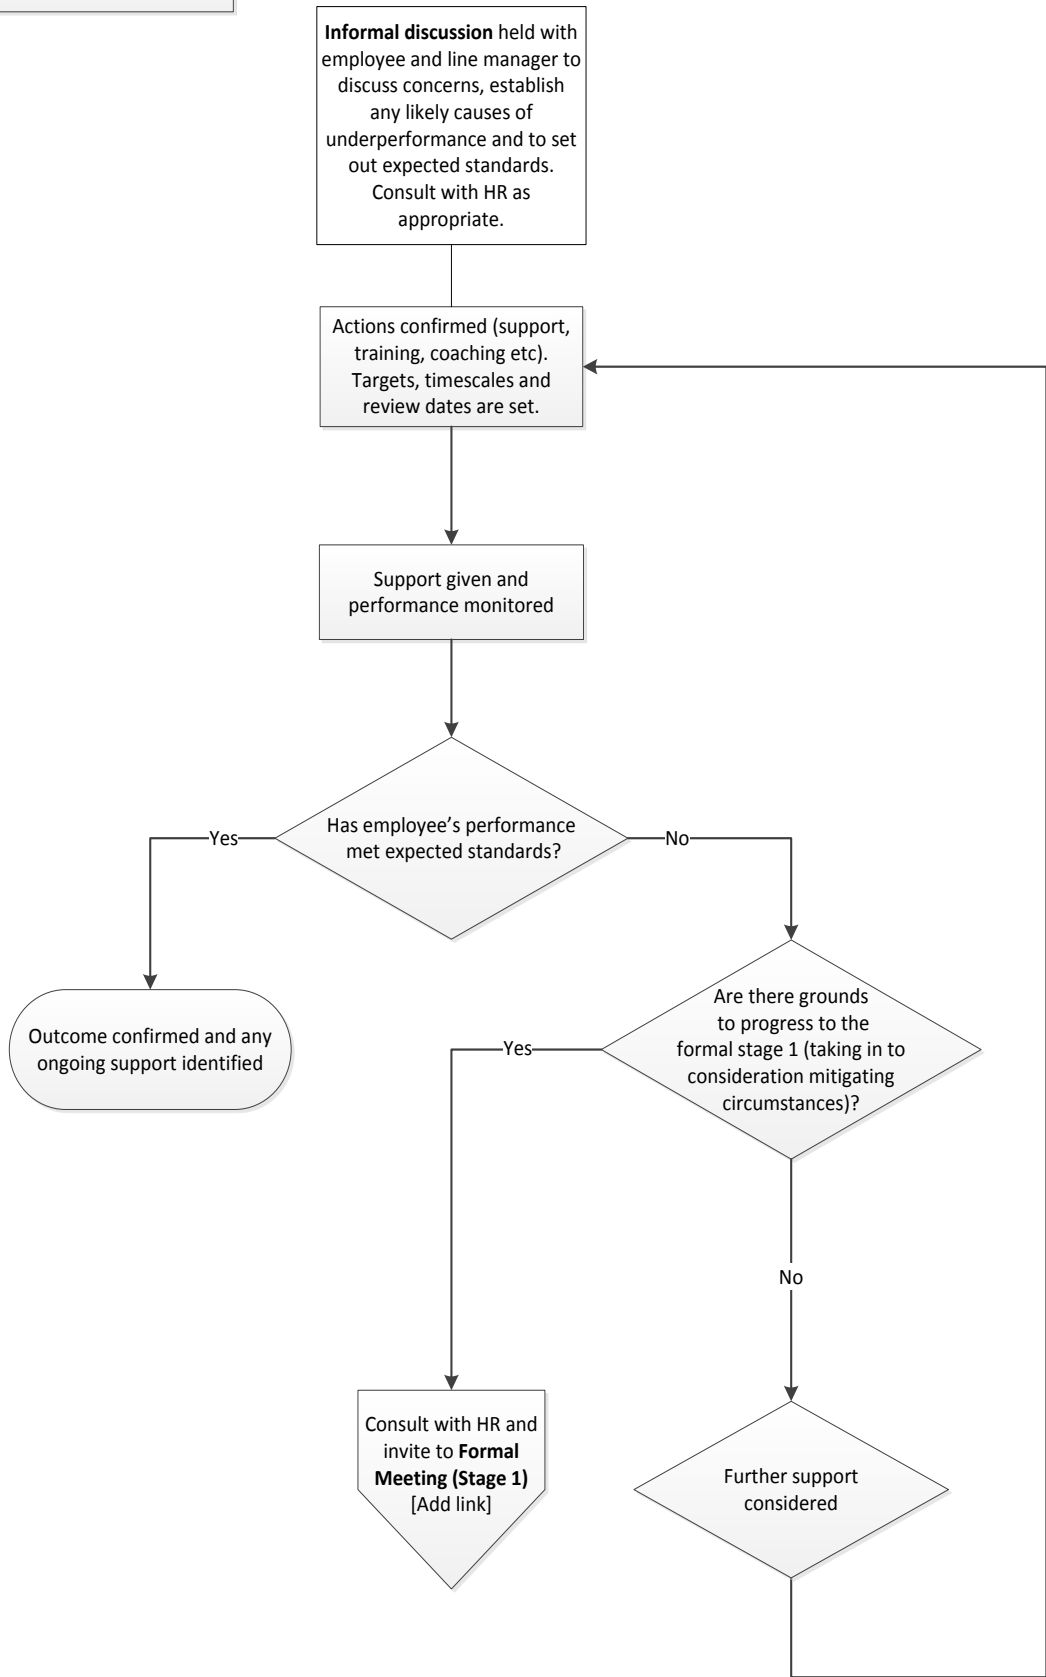 Informal discussion held with
employee and line manager to
discuss concerns, establish
any likely causes of
underperformance and to set
out expected standards.
Consult with HR as
appropriate.
Actions confirmed (support,
training, coaching etc).
Targets, timescales and
review dates are set.
Support given and
performance monitored
Has employee’s performance
met expected standards?
Yes
No
Outcome confirmed and any
ongoing support identified
Are there grounds
to progress to the
formal stage 1 (taking in to
consideration mitigating
circumstances)?
Yes
No
Consult with HR and
invite to Formal
Meeting (Stage 1)
[Add link]
Further support
considered